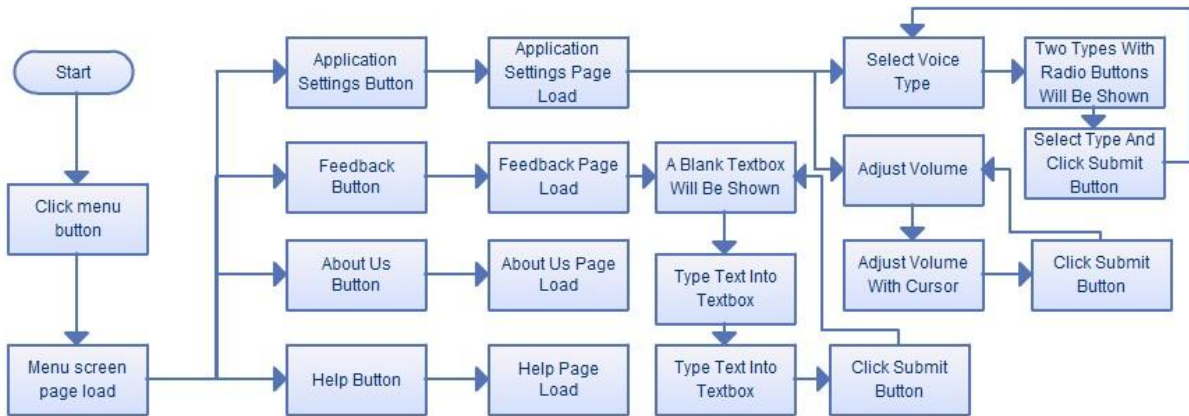 Start
Click menu
button
Menu screen
page load
Application
Settings Button
Application
Settings Page
Load
Select Voice
Type
Two Types With
Radio Buttons
Will Be Shown
Select Type And
Click Submit
Button
Feedback
Button
Feedback Page
Load
A Blank Textbox
Will Be Shown
Adjust Volume
Type Text Into
Textbox
Adjust Volume
With Cursor
Click Submit
Button
About Us
Button
About Us Page
Load
Help Button
Help Page
Load
Type Text Into
Textbox
Click Submit
Button